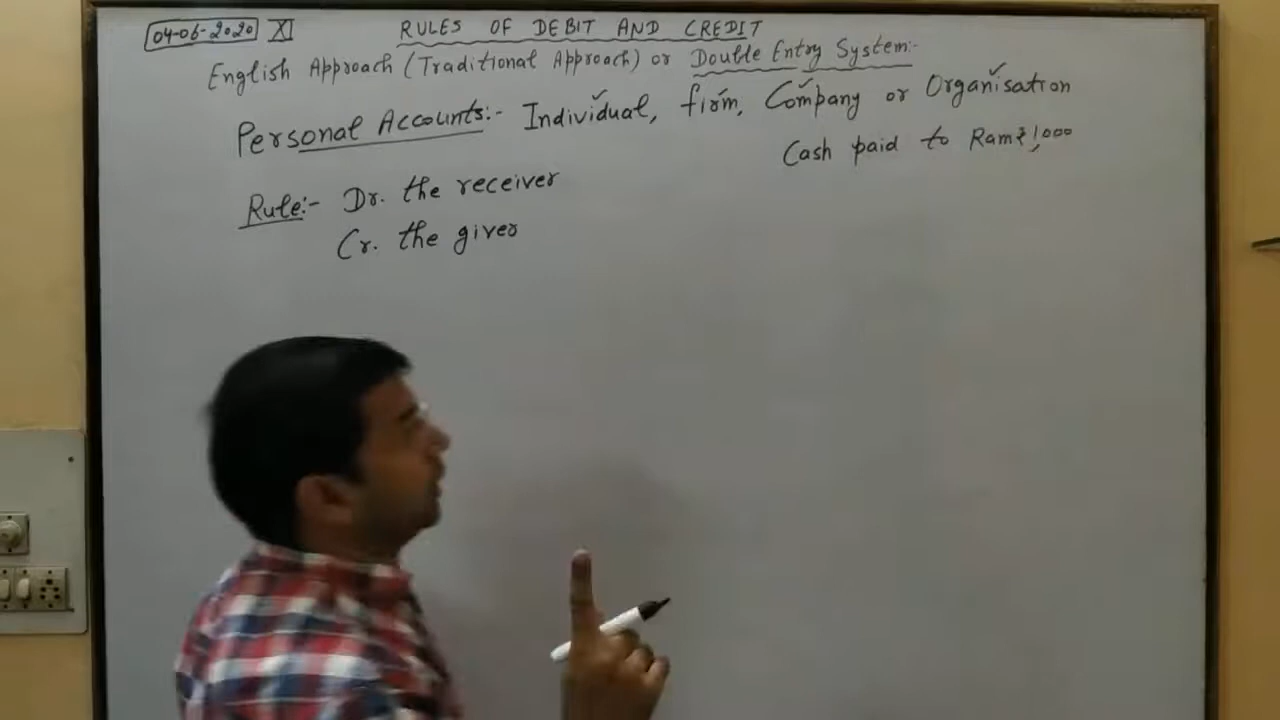 04-06-2020 XI RULES OF DEBIT AND CREDIT
English Approach (Traditional Approach) or Double Entry System:-
Personal Accounts:- Individual, firm, Company or Organisation
Cash paid to Ram ₹1,000
Rule:- Dr. the receiver
Cr. the giver